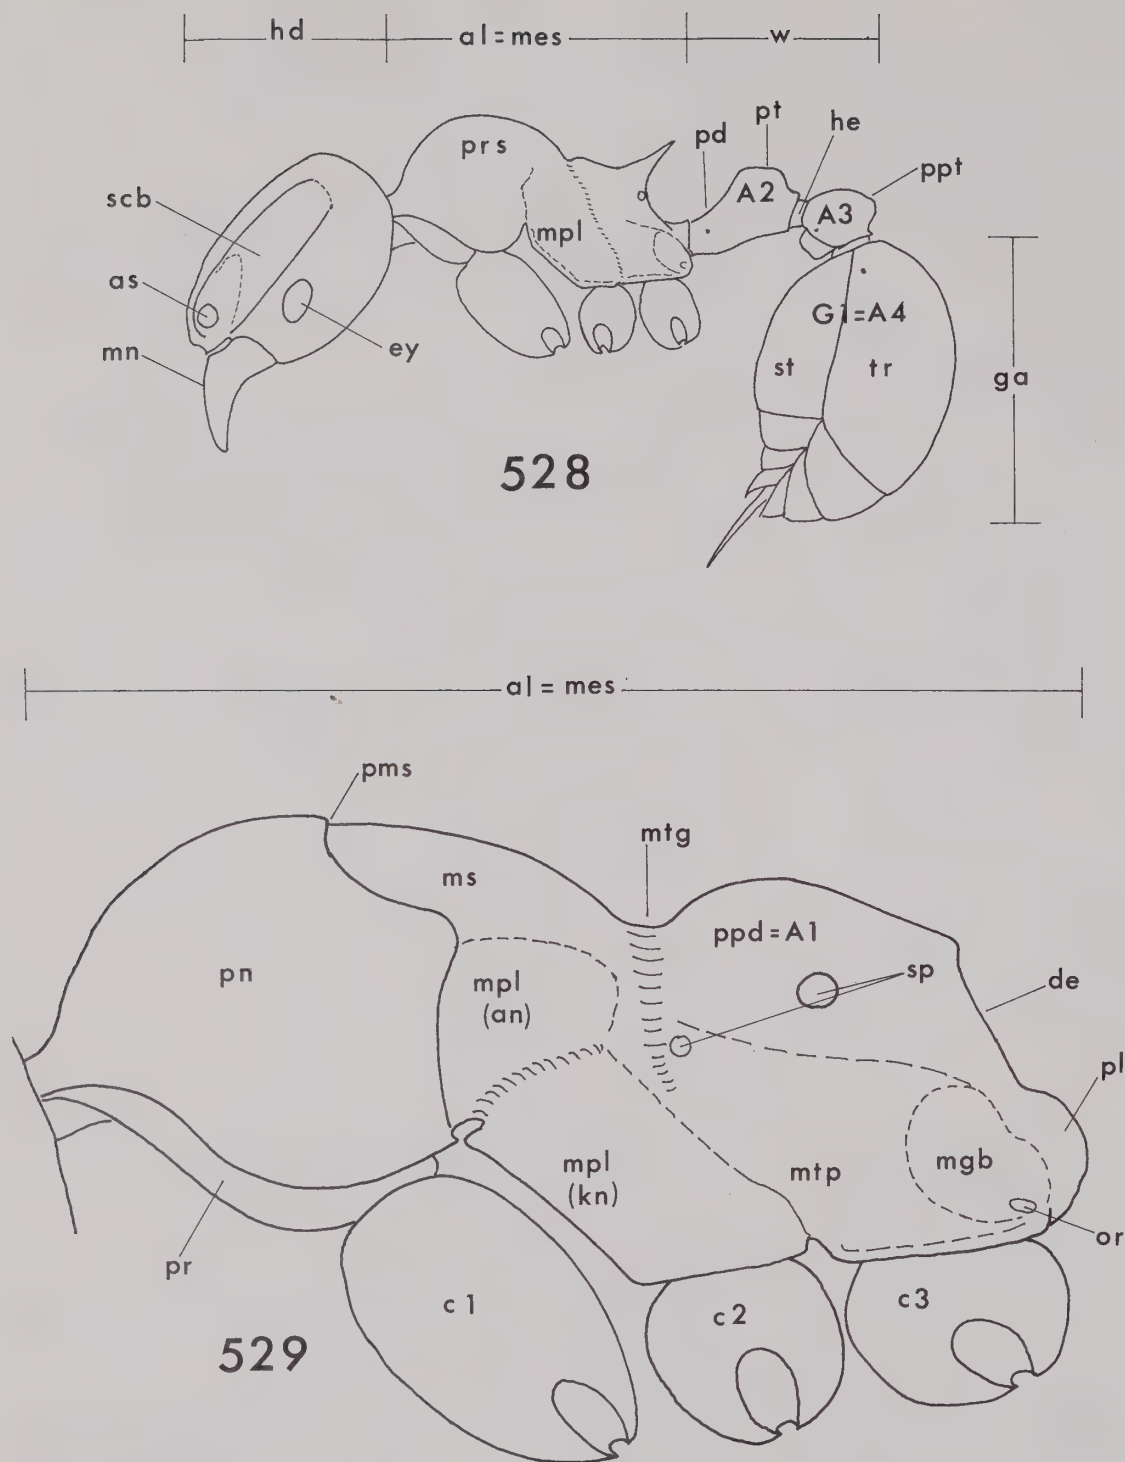 hd
al = mes
w
pt
he
pd
ppt
prs
A2
A3
scb
mpl
as
G1 = A4
mn
ey
st
tr
ga
528
al = mes
pms
mtg
ms
ppd = A1
pn
sp
mpl
(an)
de
pl
mpl
(kn)
mtp
mgb
or
pr
c1
c2
c3
529